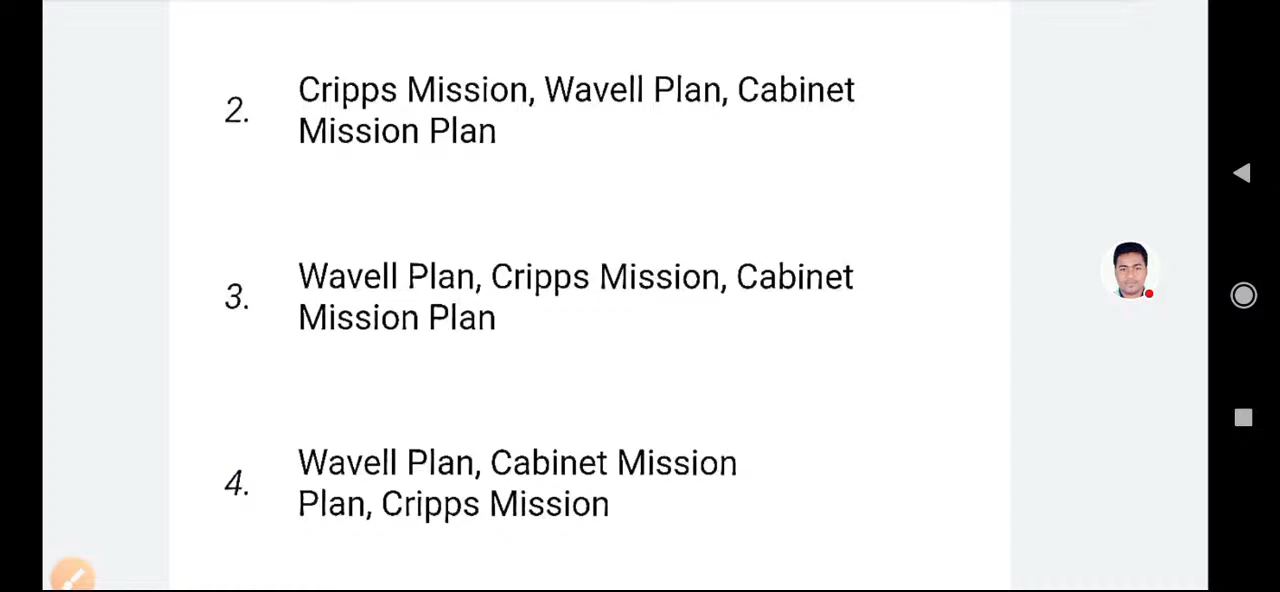 2. Cripps Mission, Wavell Plan, Cabinet
Mission Plan
3. Wavell Plan, Cripps Mission, Cabinet
Mission Plan
4. Wavell Plan, Cabinet Mission
Plan, Cripps Mission